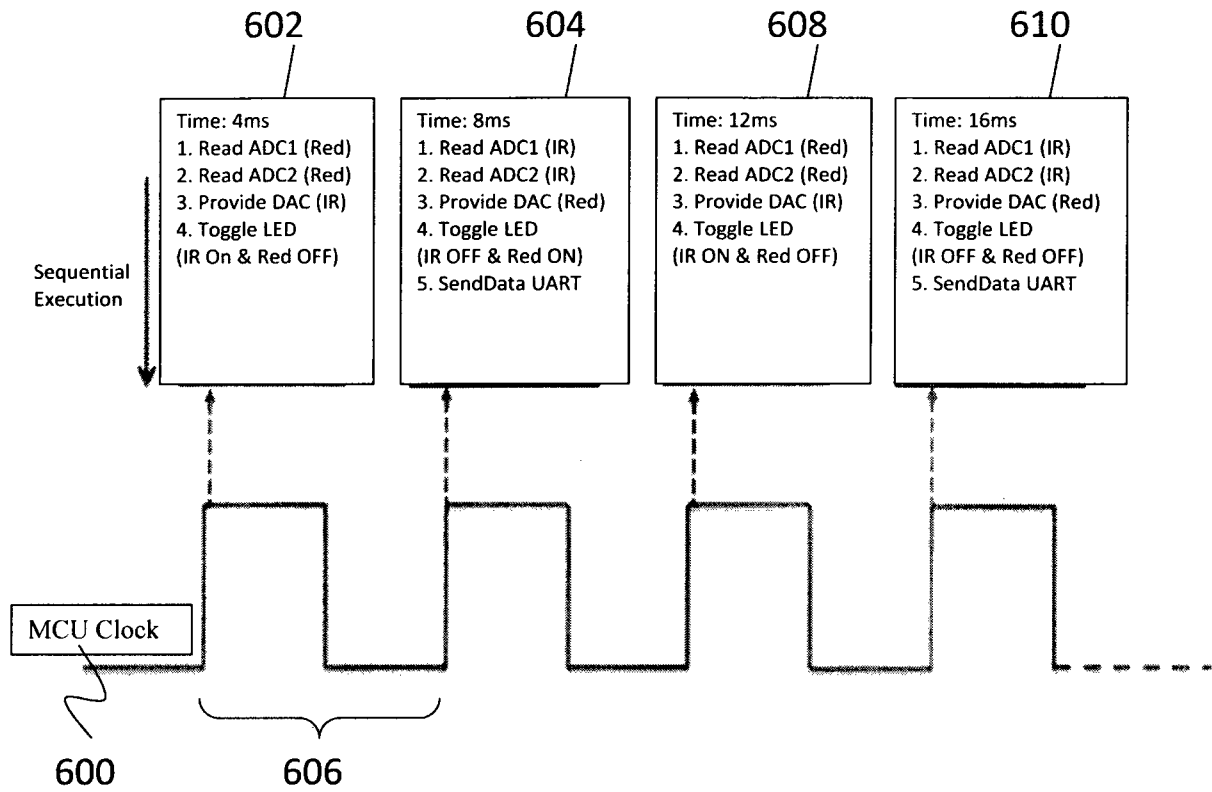 602
604
608
610
Time: 4ms
1. Read ADC1 (Red)
2. Read ADC2 (Red)
3. Provide DAC (IR)
4. Toggle LED
(IR On & Red OFF)
Time: 8ms
1. Read ADC1 (IR)
2. Read ADC2 (IR)
3. Provide DAC (Red)
4. Toggle LED
(IR OFF & Red ON)
5. SendData UART
Time: 12ms
1. Read ADC1 (Red)
2. Read ADC2 (Red)
3. Provide DAC (IR)
4. Toggle LED
(IR ON & Red OFF)
Time: 16ms
1. Read ADC1 (IR)
2. Read ADC2 (IR)
3. Provide DAC (Red)
4. Toggle LED
(IR OFF & Red OFF)
5. SendData UART
Sequential
Execution
MCU Clock
600
606